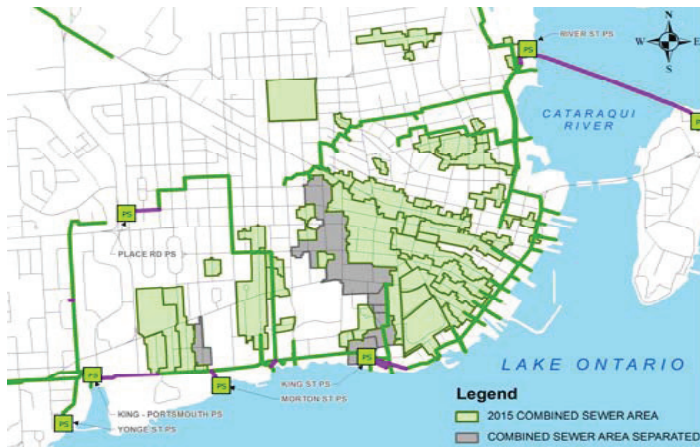 N
W E
S
PS
RIVER ST PS
PS
CATARAQUI
RIVER
PS
PLACE RD PS
PS
KING ST PS
MORTON ST PS
PS
PS
KING - PORTSMOUTH PS
YONGE ST PS
PS
LAKE ONTARIO
Legend
2015 COMBINED SEWER AREA
COMBINED SEWER AREA SEPARATED